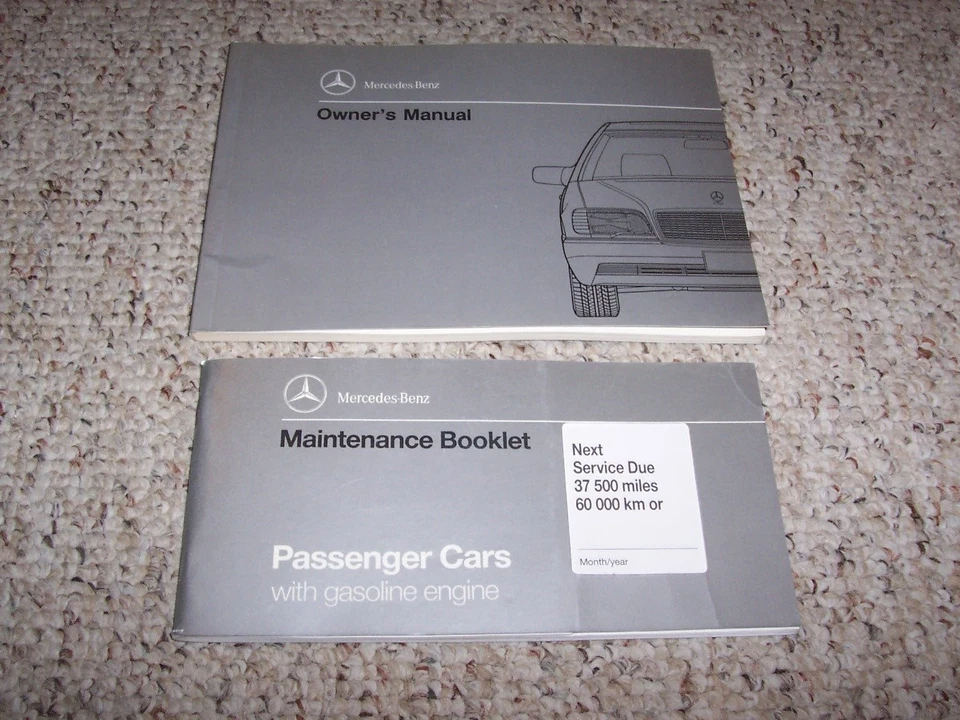 Mercedes-Benz
Owner's Manual
Mercedes-Benz
Maintenance Booklet
Next
Service Due
37 500 miles
60 000 km or
Month/year
Passenger Cars
with gasoline engine